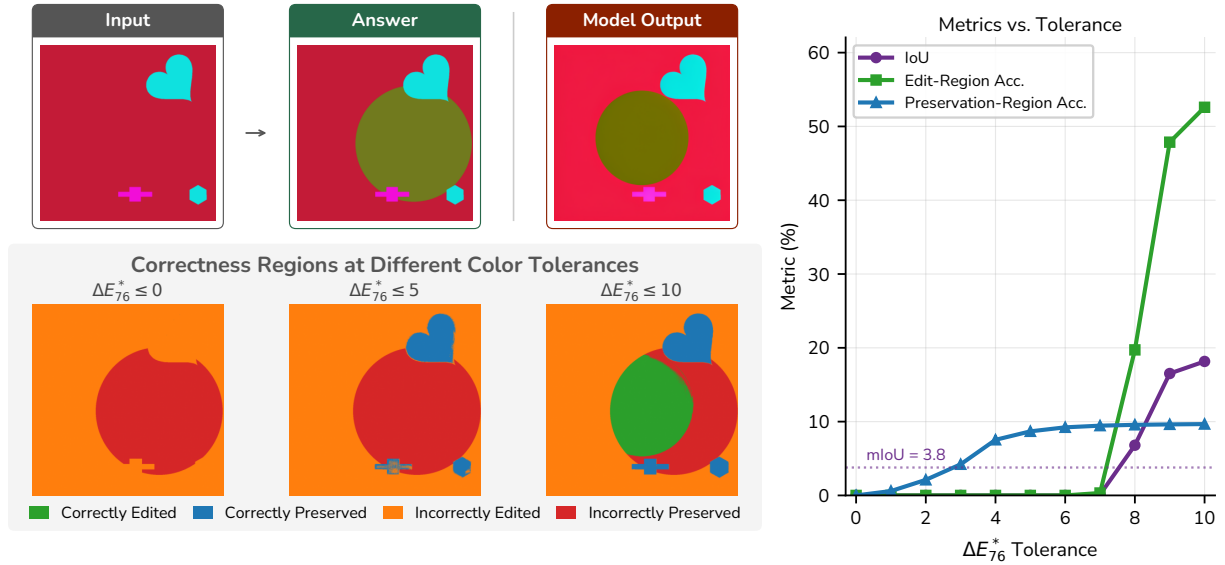 Input
Answer
Model Output
→
Correctness Regions at Different Color Tolerances
ΔE*76 ≤ 0
ΔE*76 ≤ 5
ΔE*76 ≤ 10
Correctly Edited
Correctly Preserved
Incorrectly Edited
Incorrectly Preserved
Metrics vs. Tolerance
IoU
Edit-Region Acc.
Preservation-Region Acc.
Metric (%)
60
50
40
30
20
10
0
mIoU = 3.8
0 2 4 6 8 10
ΔE*76 Tolerance